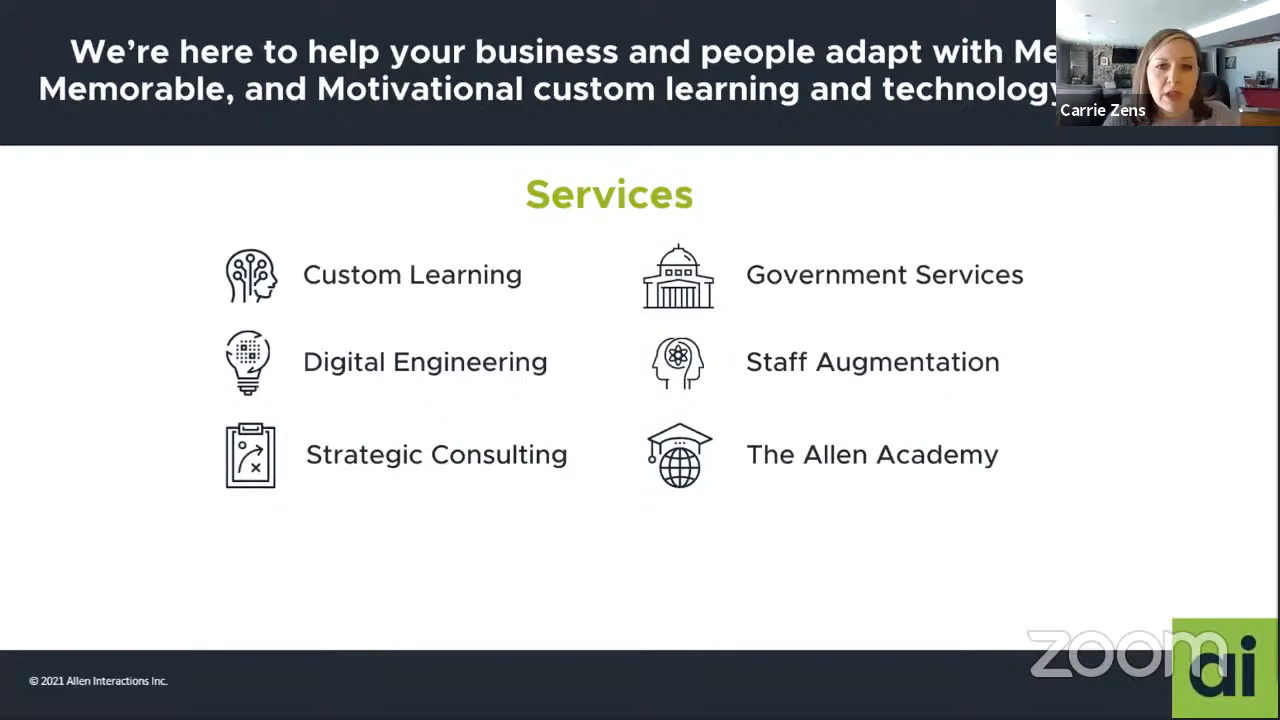 We're here to help your business and people adapt with
Memorable, and Motivational custom learning and technology
Carrie Zens
Services
Custom Learning
Government Services
Digital Engineering
Staff Augmentation
Strategic Consulting
The Allen Academy
zoom
ai
© 2021 Allen Interactions Inc.